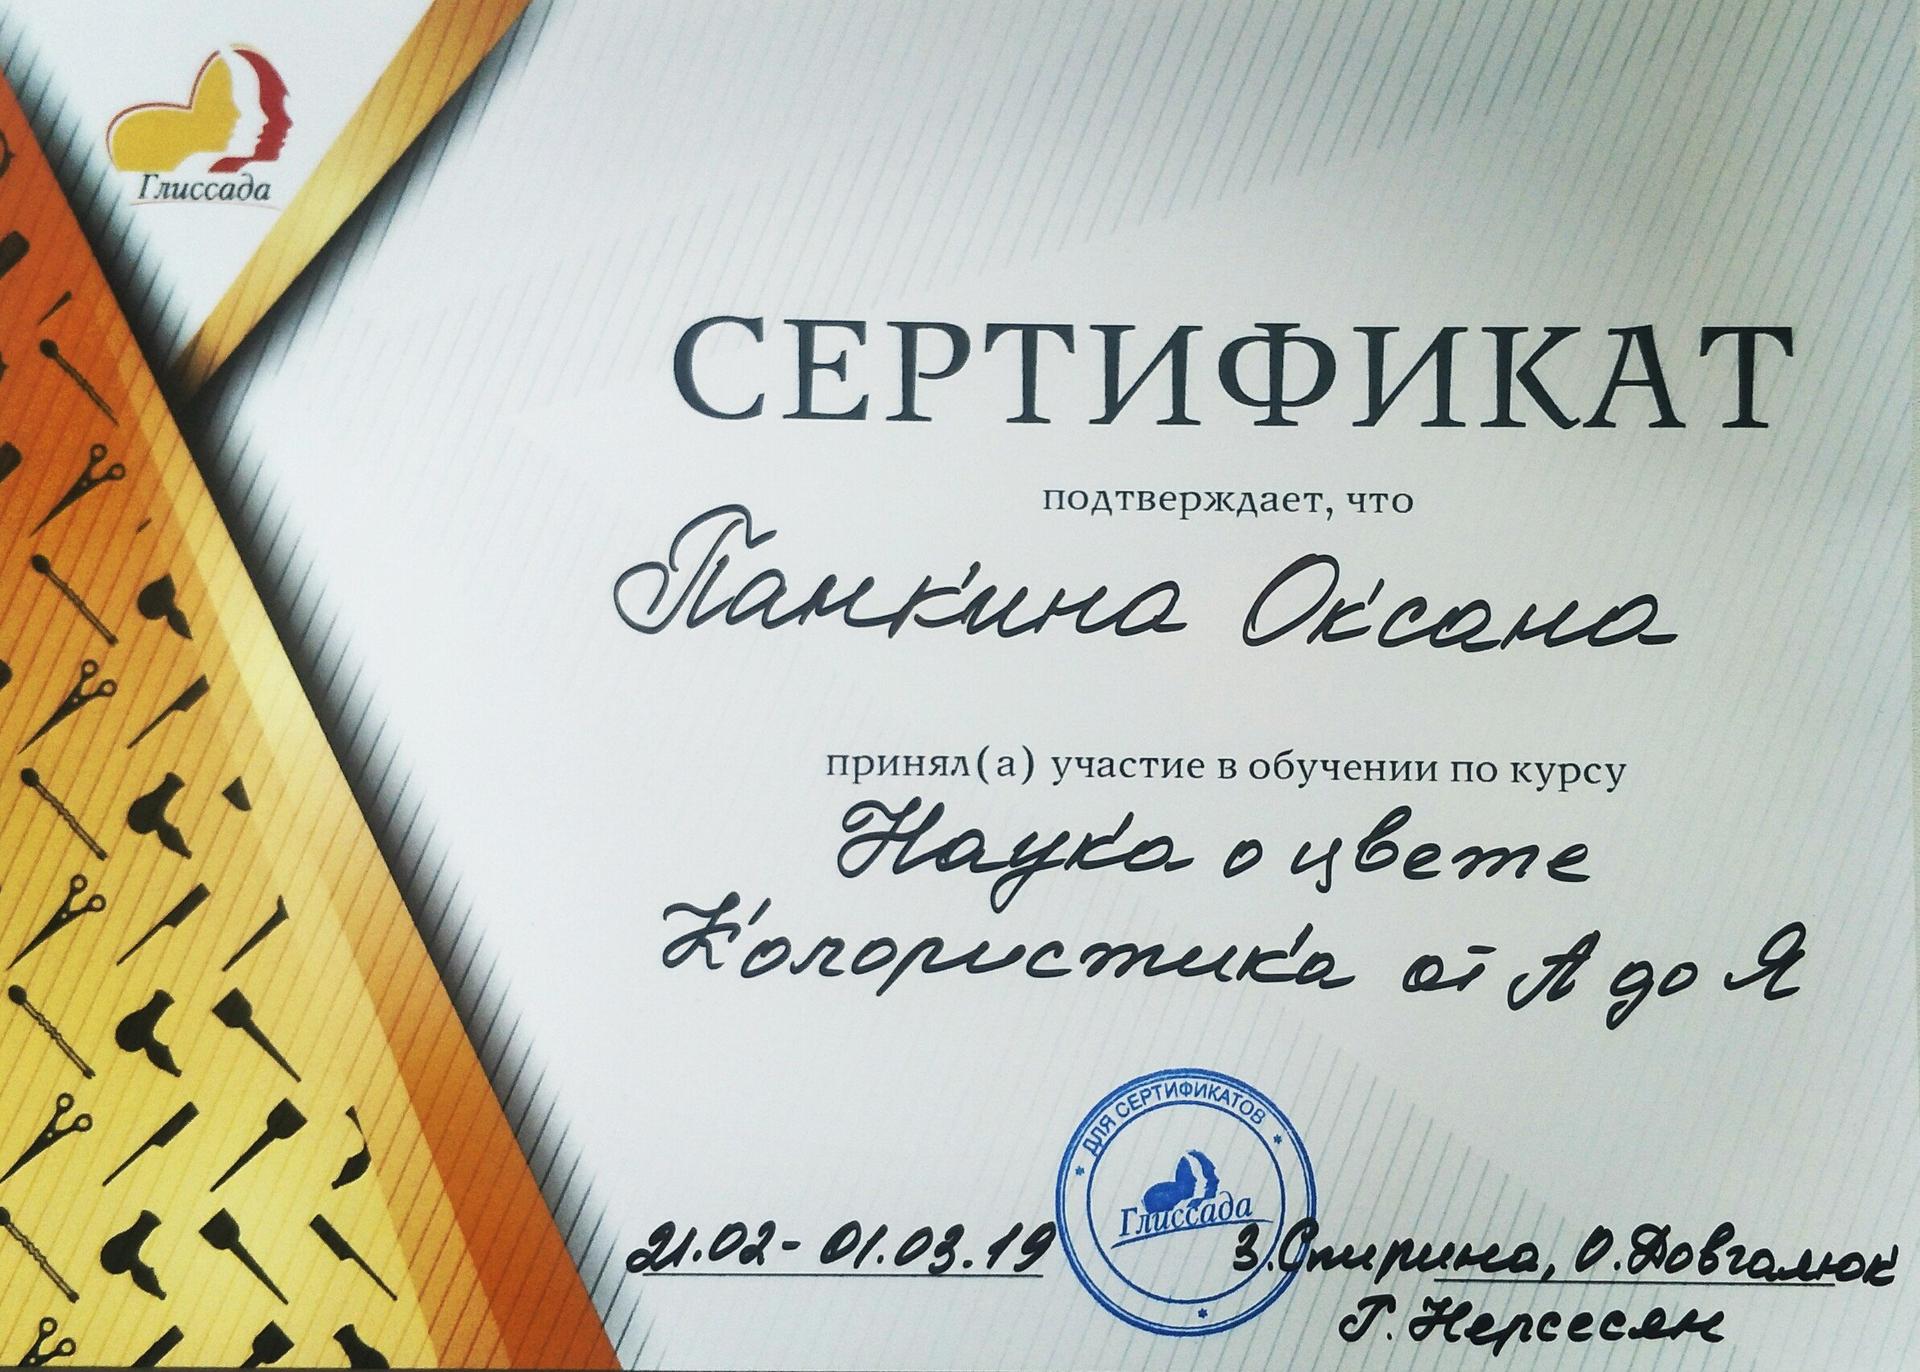 Глиссада
СЕРТИФИКАТ
подтверждает, что
Панкина Оксана
принял(а) участие в обучении по курсу
Наука о цвете
Колористика от А до Я
ДЛЯ СЕРТИФИКАТОВ
Глиссада
21.02 - 01.03.19
З.Спирина, О.Довгалюк
Г.Нерсесян